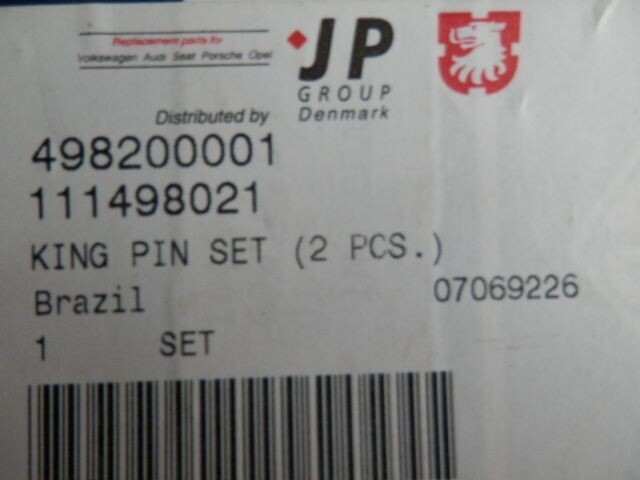 Replacement parts for
Volkswagen Audi Seat Porsche Opel
JP
GROUP
Denmark
Distributed by
498200001
111498021
KING PIN SET (2 PCS.)
Brazil 07069226
1 SET